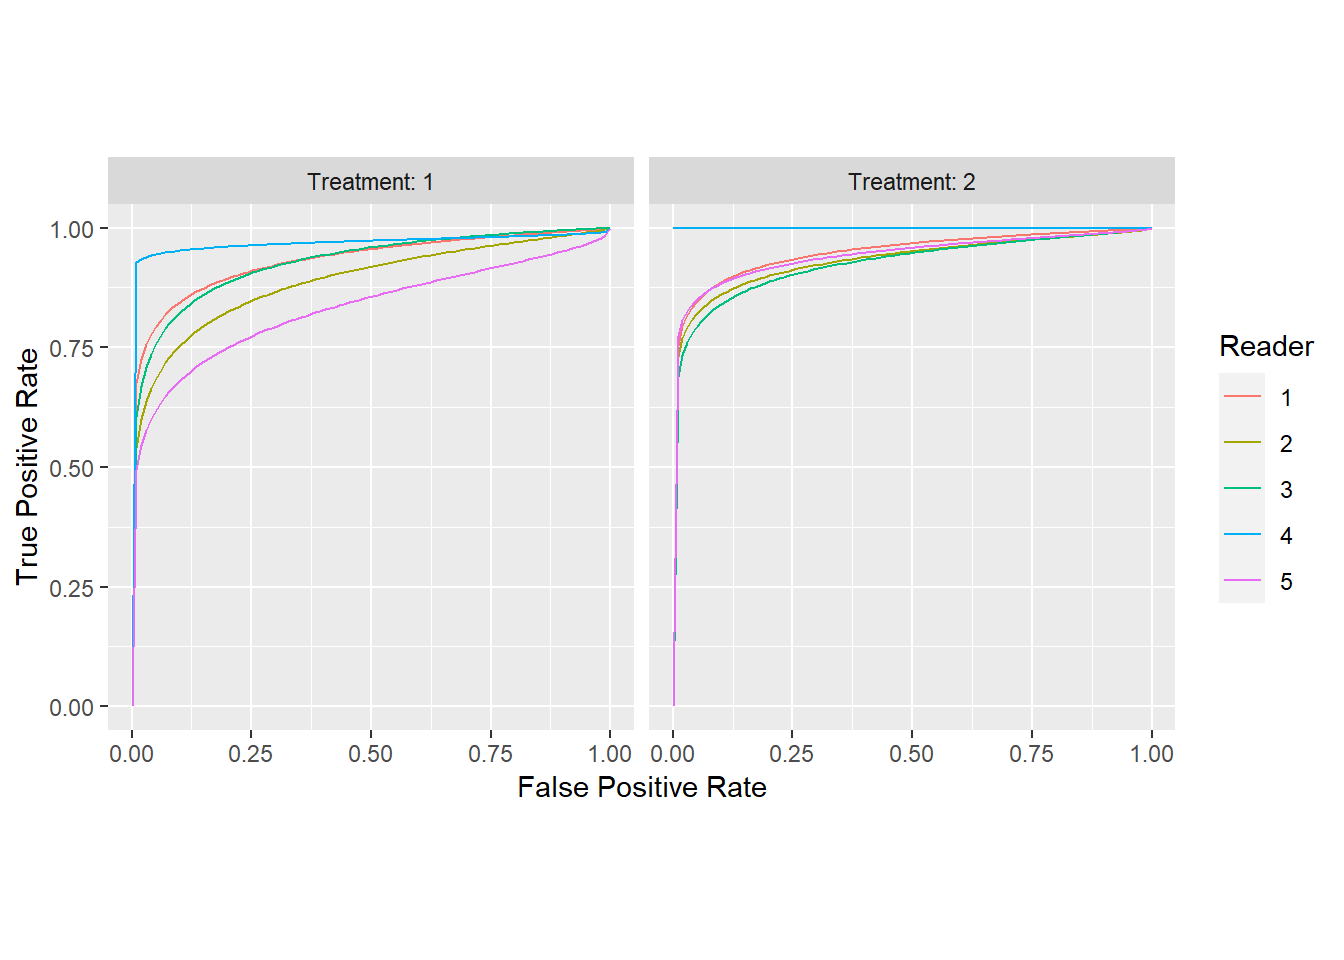 Treatment: 1
Treatment: 2
True Positive Rate
1.00
0.75
0.50
0.25
0.00
0.00 0.25 0.50 0.75 1.00
0.00 0.25 0.50 0.75 1.00
False Positive Rate
Reader
1
2
3
4
5